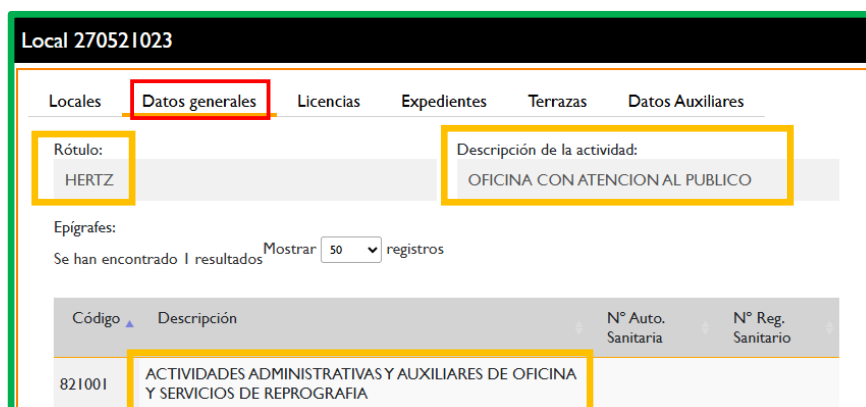 Local 270521023
Locales Datos generales Licencias Expedientes Terrazas Datos Auxiliares
Rótulo: Descripción de la actividad:
HERTZ OFICINA CON ATENCION AL PUBLICO
Epígrafes:
Se han encontrado 1 resultados Mostrar 50 registros
Código Descripción Nº Auto. Sanitaria Nº Reg. Sanitario
821001 ACTIVIDADES ADMINISTRATIVAS Y AUXILIARES DE OFICINA
Y SERVICIOS DE REPROGRAFIA